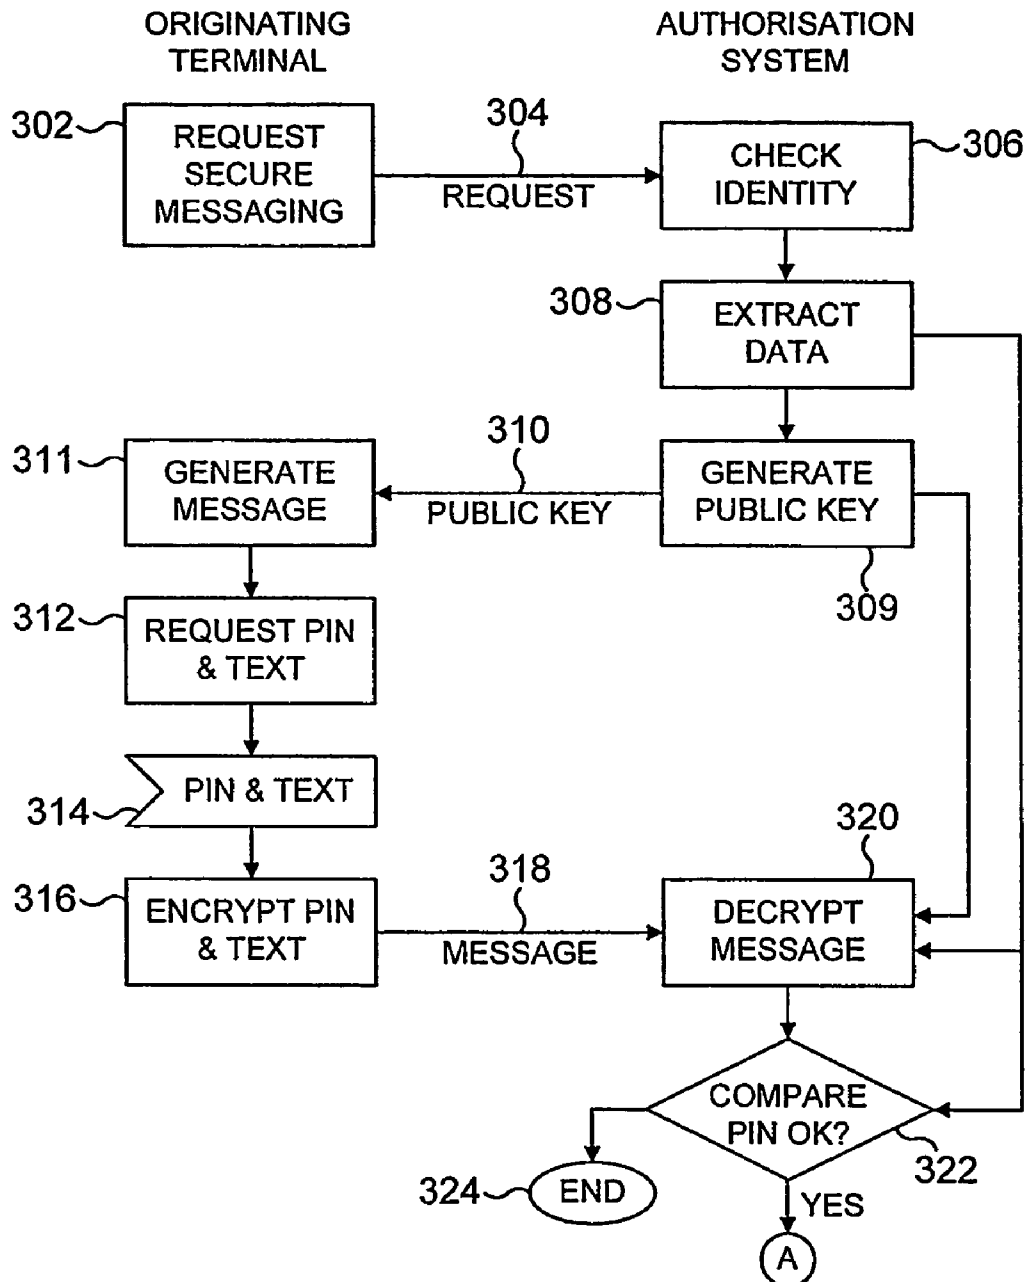 ORIGINATING
TERMINAL
AUTHORISATION
SYSTEM
302
REQUEST
SECURE
MESSAGING
304
REQUEST
CHECK
IDENTITY
306
308
EXTRACT
DATA
311
GENERATE
MESSAGE
310
PUBLIC KEY
GENERATE
PUBLIC KEY
309
312
REQUEST PIN
& TEXT
314
PIN & TEXT
316
ENCRYPT PIN
& TEXT
318
MESSAGE
320
DECRYPT
MESSAGE
COMPARE
PIN OK?
322
324
END
YES
A